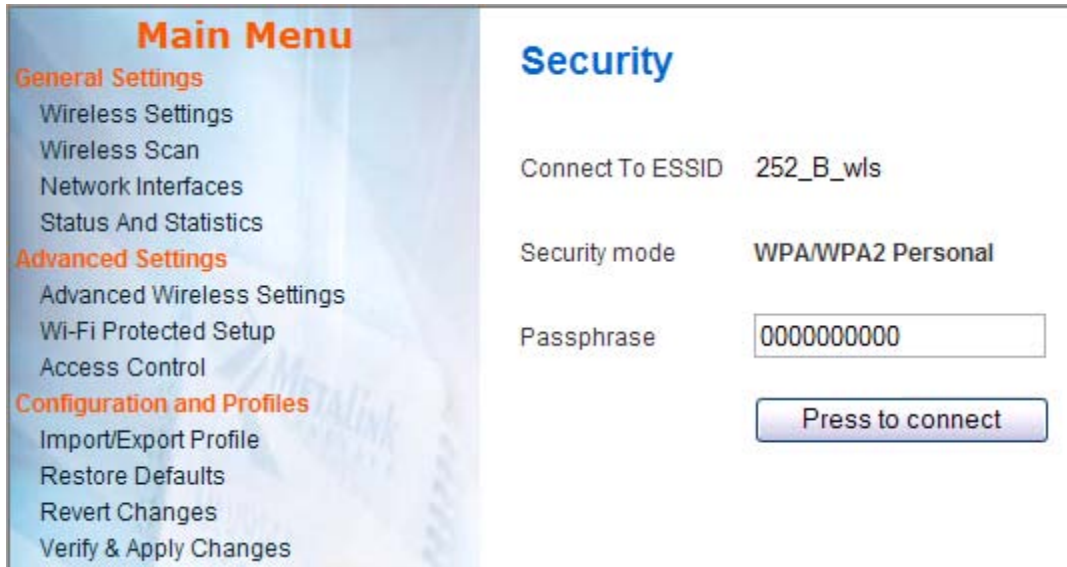 Main Menu
General Settings
Wireless Settings
Wireless Scan
Network Interfaces
Status And Statistics
Advanced Settings
Advanced Wireless Settings
Wi-Fi Protected Setup
Access Control
Configuration and Profiles
Import/Export Profile
Restore Defaults
Revert Changes
Verify & Apply Changes
Security
Connect To ESSID 252_B_wls
Security mode WPA/WPA2 Personal
Passphrase 0000000000
Press to connect
METALINK